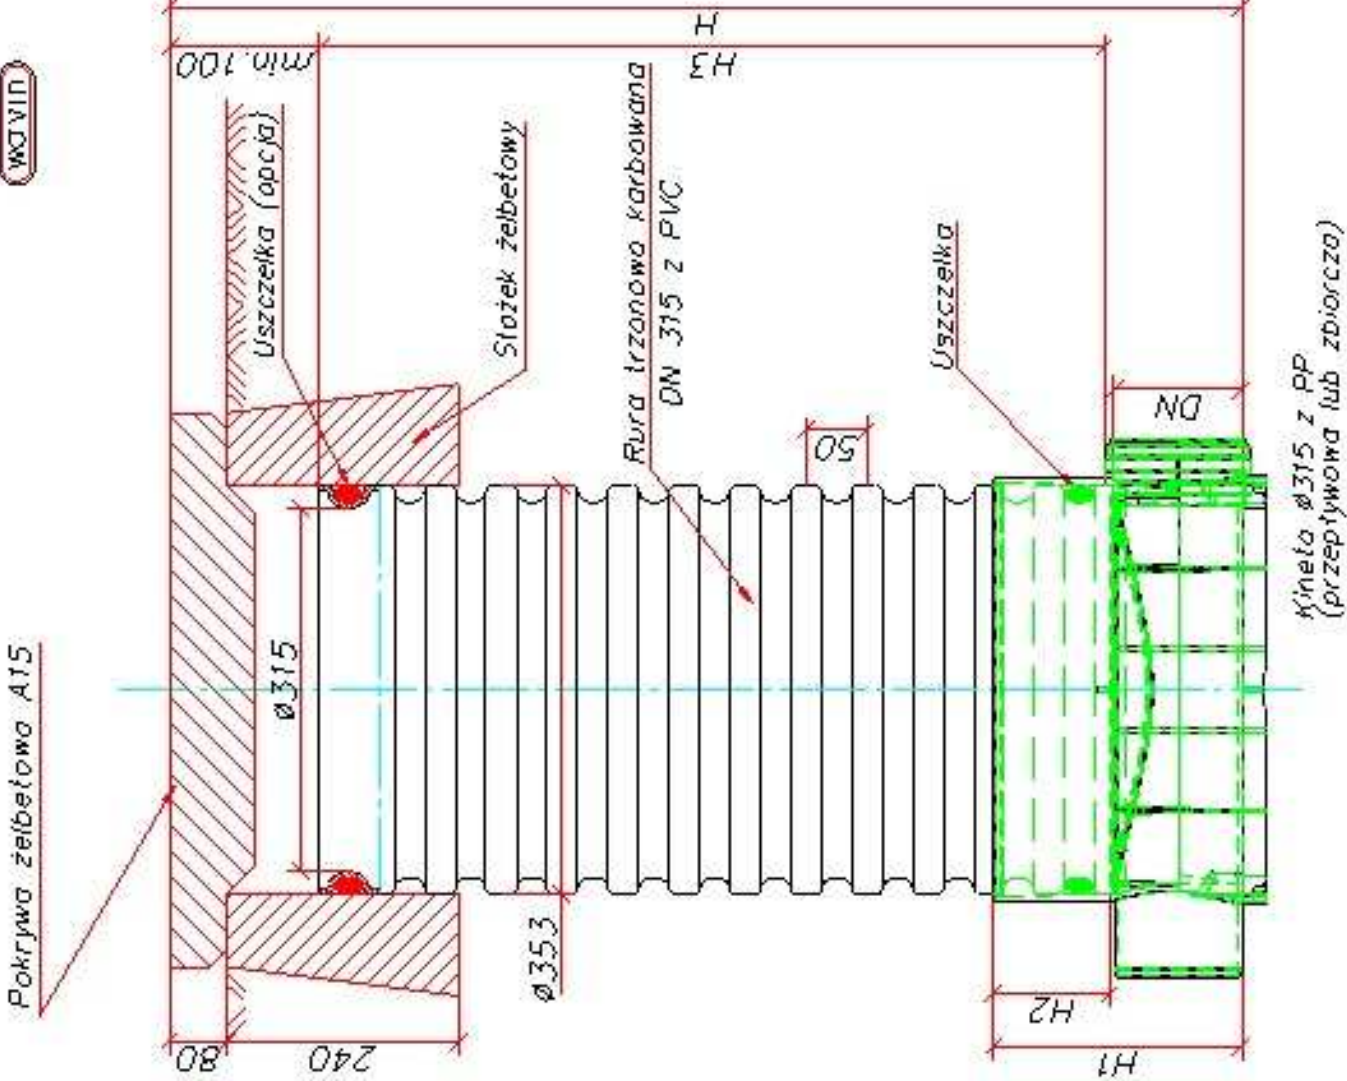 wavin
H
min.100
H3
Uszczelka (opcja)
Stożek żelbetowy
Rura trzonowa karbowana
DN 315 z PVC
Uszczelka
DN
50
Kineta ø315 z PP
(przepływowa lub zbiorcza)
Pokrywa żelbetowa A15
ø315
ø353
80
240
H2
H1